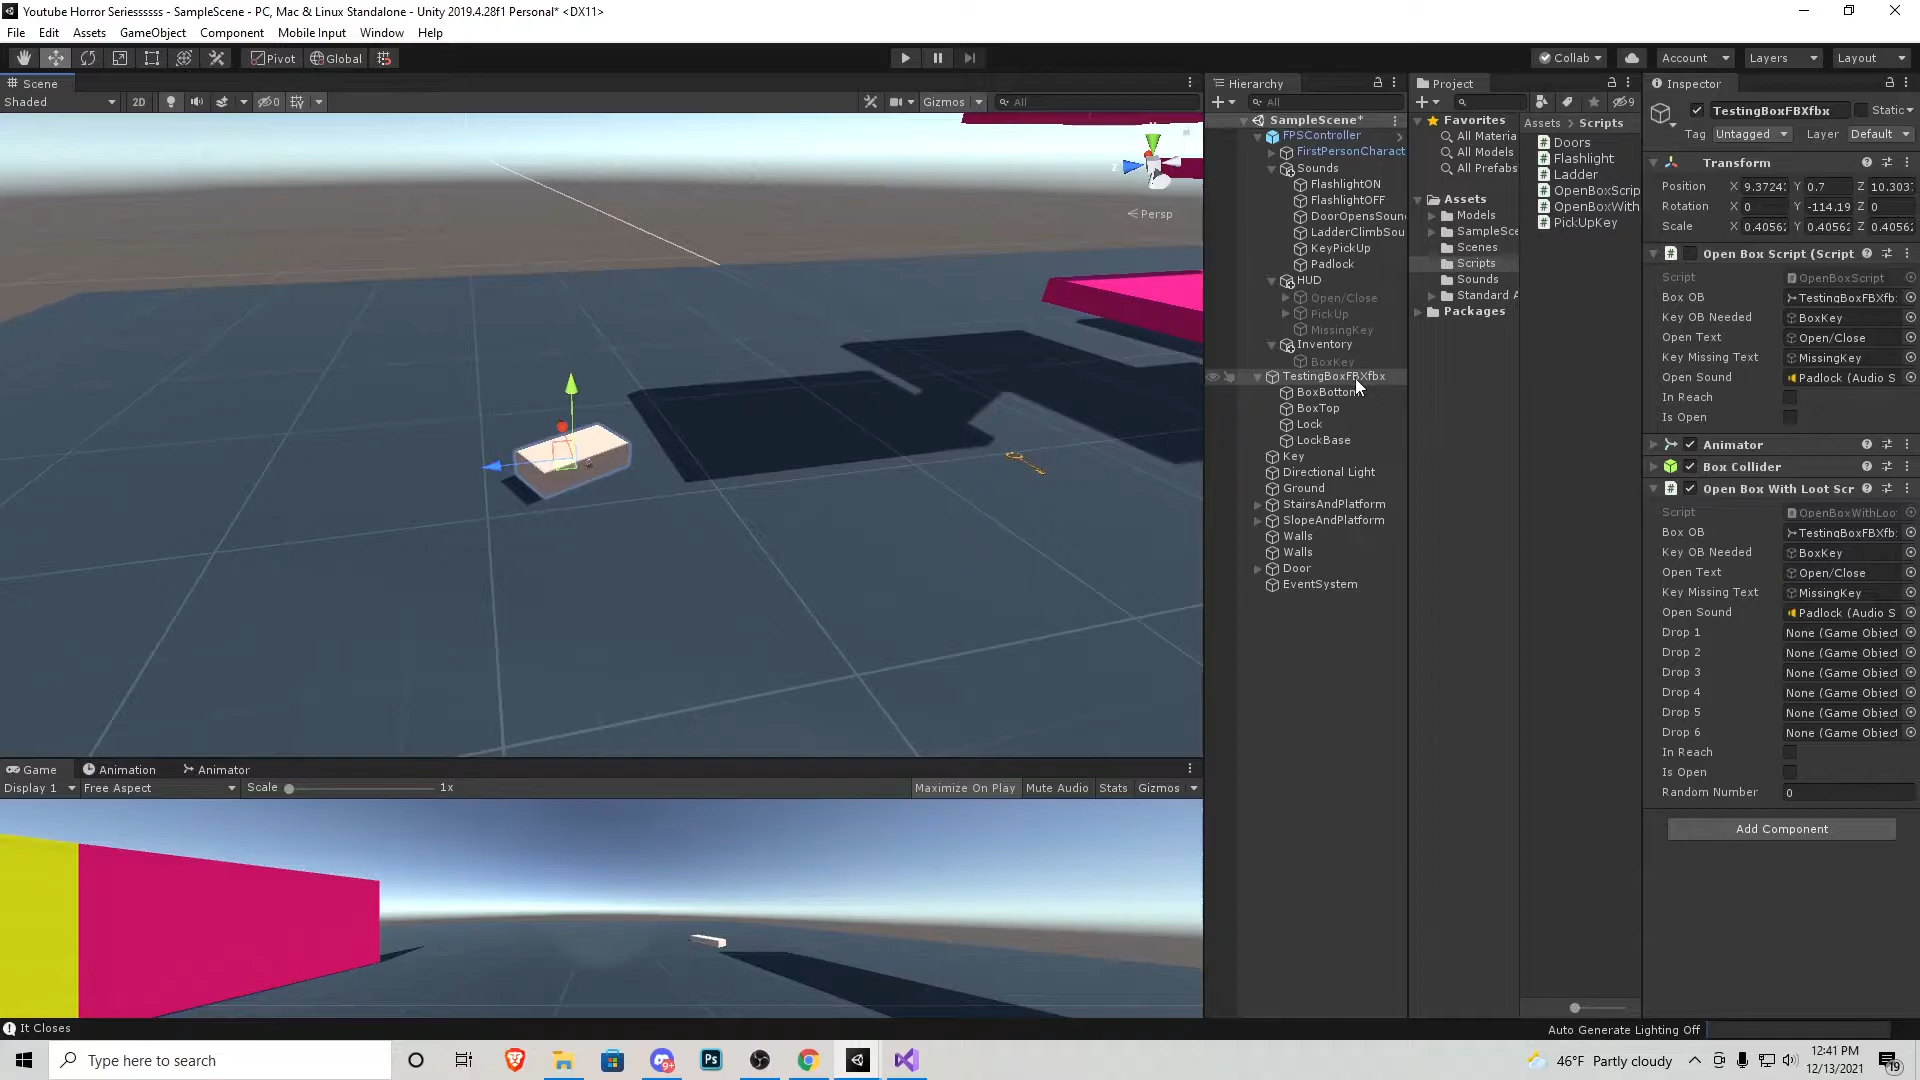 Youtube Horror Seriessssss - SampleScene - PC, Mac & Linux Standalone - Unity 2019.4.28f1 Personal* <DX11>
File Edit Assets GameObject Component Mobile Input Window Help
Pivot Global Collab Account Layers Layout
Scene
Shaded 2D 0 Gizmos All
z Persp
Hierarchy
All
SampleScene*
FPSController
FirstPersonCharact
Sounds
FlashlightON
FlashlightOFF
DoorOpensSoun
LadderClimbSou
KeyPickUp
Padlock
HUD
Open/Close
PickUp
MissingKey
Inventory
BoxKey
TestingBoxFBXfbx
BoxBottom
BoxTop
Lock
LockBase
Key
Directional Light
Ground
StairsAndPlatform
SlopeAndPlatform
Walls
Walls
Door
EventSystem
Project
9
Favorites
All Materia
All Models
All Prefabs
Assets
Models
SampleSce
Scenes
Scripts
Sounds
Standard A
Packages
Assets > Scripts
Doors
Flashlight
Ladder
OpenBoxScrip
OpenBoxWith
PickUpKey
Inspector
TestingBoxFBXfbx Static
Tag Untagged Layer Default
Transform
Position X 9.3724 Y 0.7 Z 10.303
Rotation X 0 Y -114.19 Z 0
Scale X 0.4056 Y 0.4056 Z 0.4056
Open Box Script (Script
Script OpenBoxScript
Box OB TestingBoxFBXfb
Key OB Needed BoxKey
Open Text Open/Close
Key Missing Text MissingKey
Open Sound Padlock (Audio S
In Reach
Is Open
Animator
Box Collider
Open Box With Loot Scr
Script OpenBoxWithLoo
Box OB TestingBoxFBXfb
Key OB Needed BoxKey
Open Text Open/Close
Key Missing Text MissingKey
Open Sound Padlock (Audio S
Drop 1 None (Game Object
Drop 2 None (Game Object
Drop 3 None (Game Object
Drop 4 None (Game Object
Drop 5 None (Game Object
Drop 6 None (Game Object
In Reach
Is Open
Random Number 0
Add Component
Game Animation Animator
Display 1 Free Aspect Scale 1x Maximize On Play Mute Audio Stats Gizmos
It Closes
Auto Generate Lighting Off
Type here to search
Ps
9+
46°F Partly cloudy
12:41 PM
12/13/2021
19